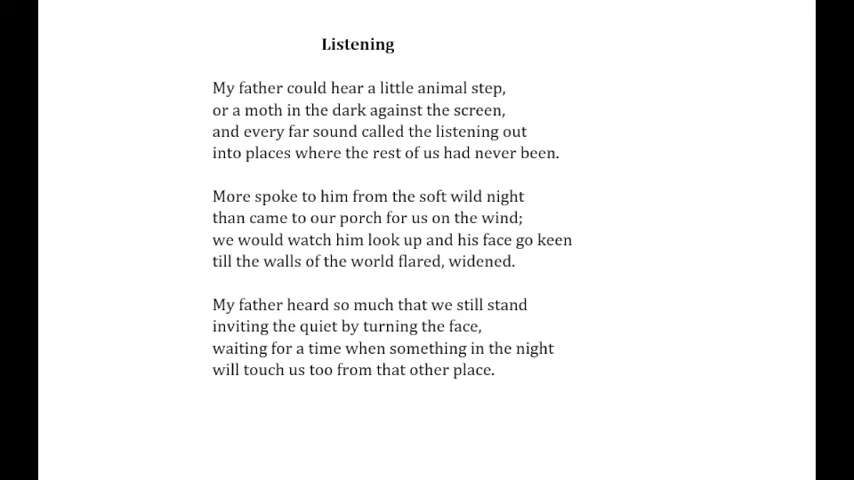 Listening
My father could hear a little animal step,
or a moth in the dark against the screen,
and every far sound called the listening out
into places where the rest of us had never been.
More spoke to him from the soft wild night
than came to our porch for us on the wind;
we would watch him look up and his face go keen
till the walls of the world flared, widened.
My father heard so much that we still stand
inviting the quiet by turning the face,
waiting for a time when something in the night
will touch us too from that other place.